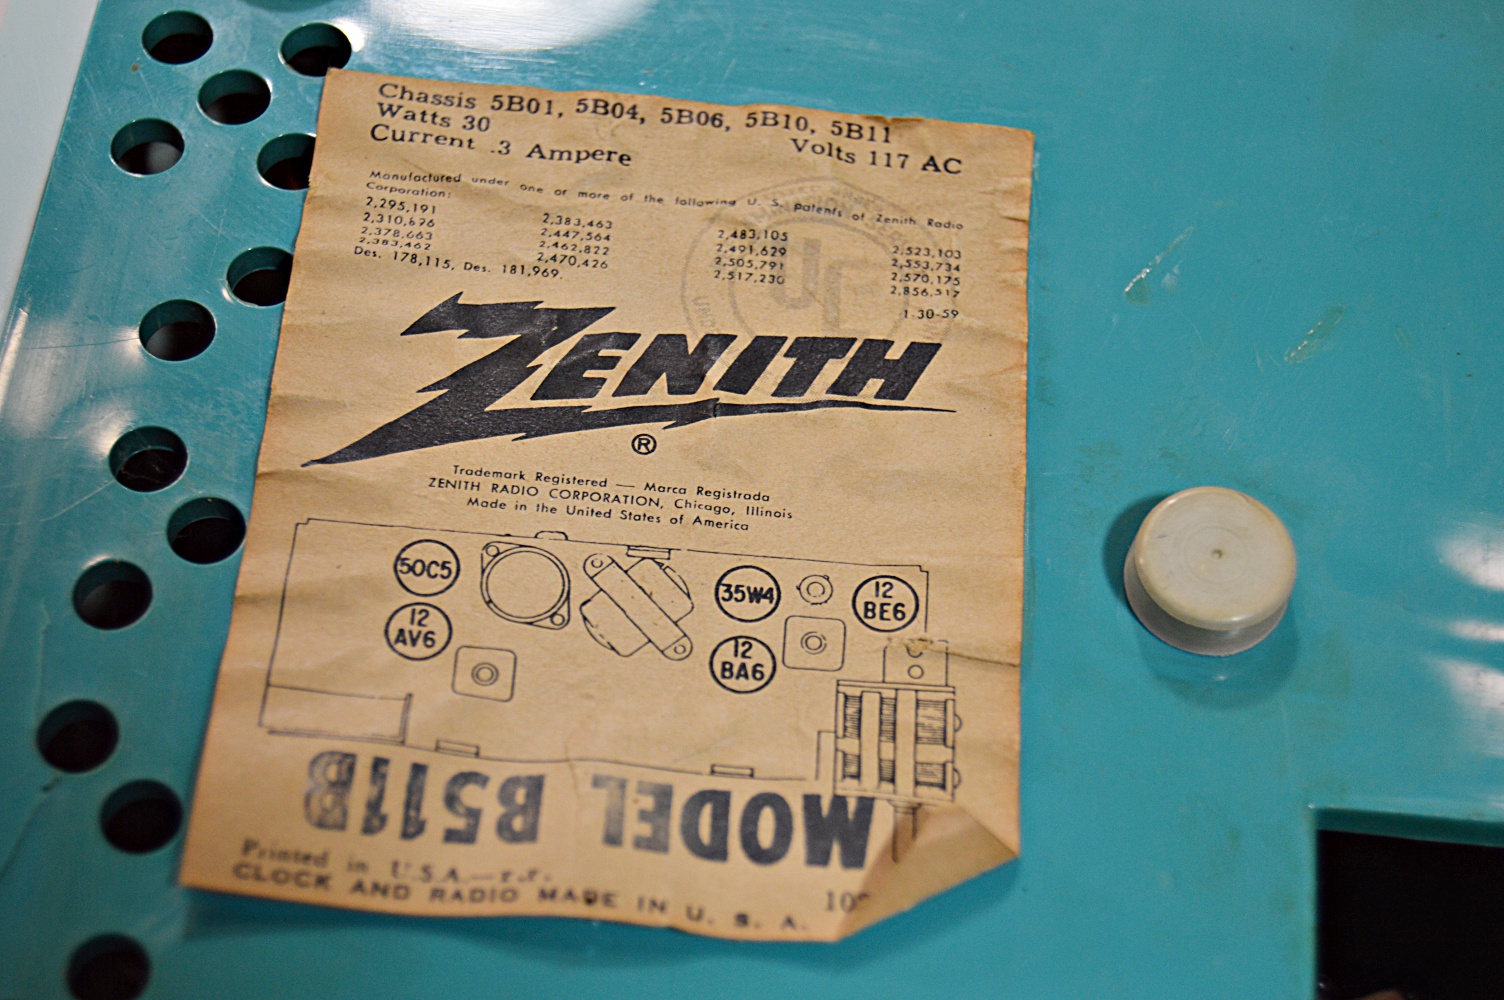 Chassis 5B01, 5B04, 5B06, 5B10, 5B11
Watts 30
Volts 117 AC
Current .3 Ampere
Manufactured under one or more of the following U. S. patents of Zenith Radio
Corporation:
2,295,191 2,383,463 2,483,105 2,523,103
2,310,826 2,447,564 2,491,629 2,553,734
2,378,663 2,462,822 2,505,791 2,570,175
2,383,462 2,470,426 2,517,230 2,856,517
Des. 178,115, Des. 181,969.
1-30-59
UL
ZENITH
®
Trademark Registered — Marca Registrada
ZENITH RADIO CORPORATION, Chicago, Illinois
Made in the United States of America
50C5
35W4
12
BE6
12
AV6
12
BA6
MODEL B511B
Printed in U.S.A.
CLOCK AND RADIO MADE IN U. S. A.